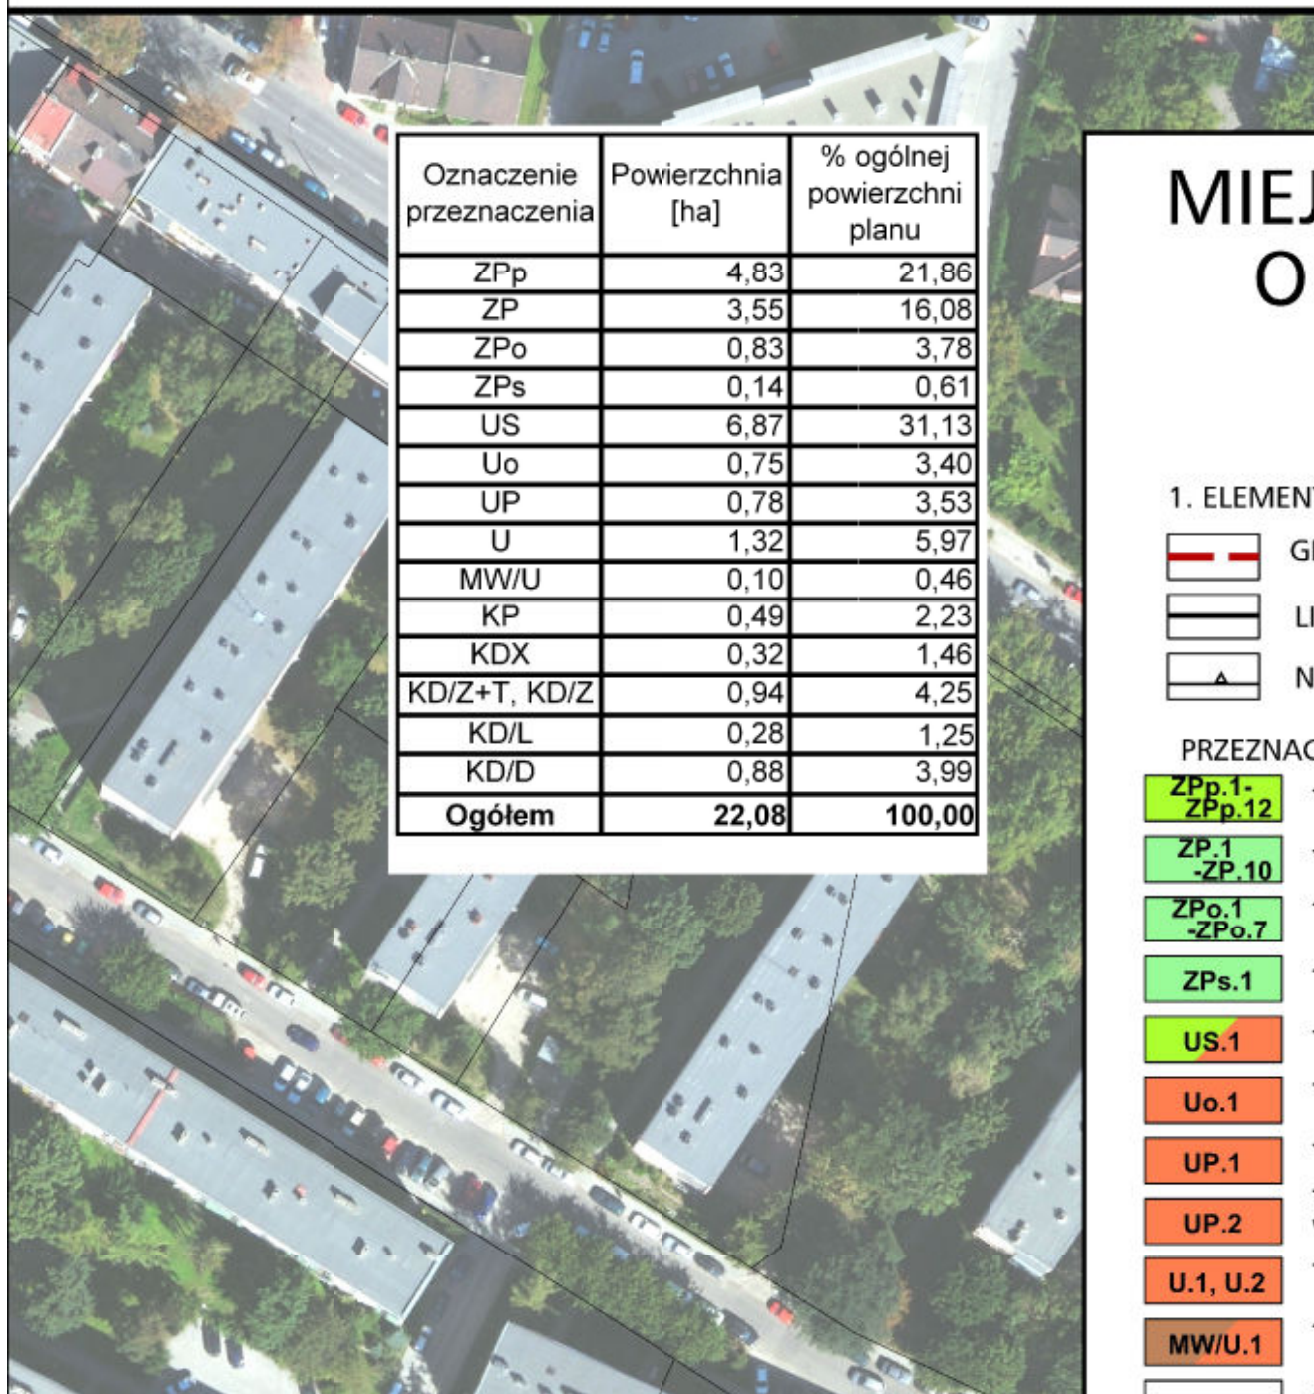 Oznaczenie przeznaczenia Powierzchnia [ha] % ogólnej powierzchni planu
ZPp 4,83 21,86
ZP 3,55 16,08
ZPo 0,83 3,78
ZPs 0,14 0,61
US 6,87 31,13
Uo 0,75 3,40
UP 0,78 3,53
U 1,32 5,97
MW/U 0,10 0,46
KP 0,49 2,23
KDX 0,32 1,46
KD/Z+T, KD/Z 0,94 4,25
KD/L 0,28 1,25
KD/D 0,88 3,99
Ogółem 22,08 100,00
MIEJ
O
1. ELEMENT
GI
LI
N
PRZEZNAC
ZPp.1-
ZPp.12
ZP.1
-ZP.10
ZPo.1
-ZPo.7
ZPs.1
US.1
Uo.1
UP.1
UP.2
U.1, U.2
MW/U.1